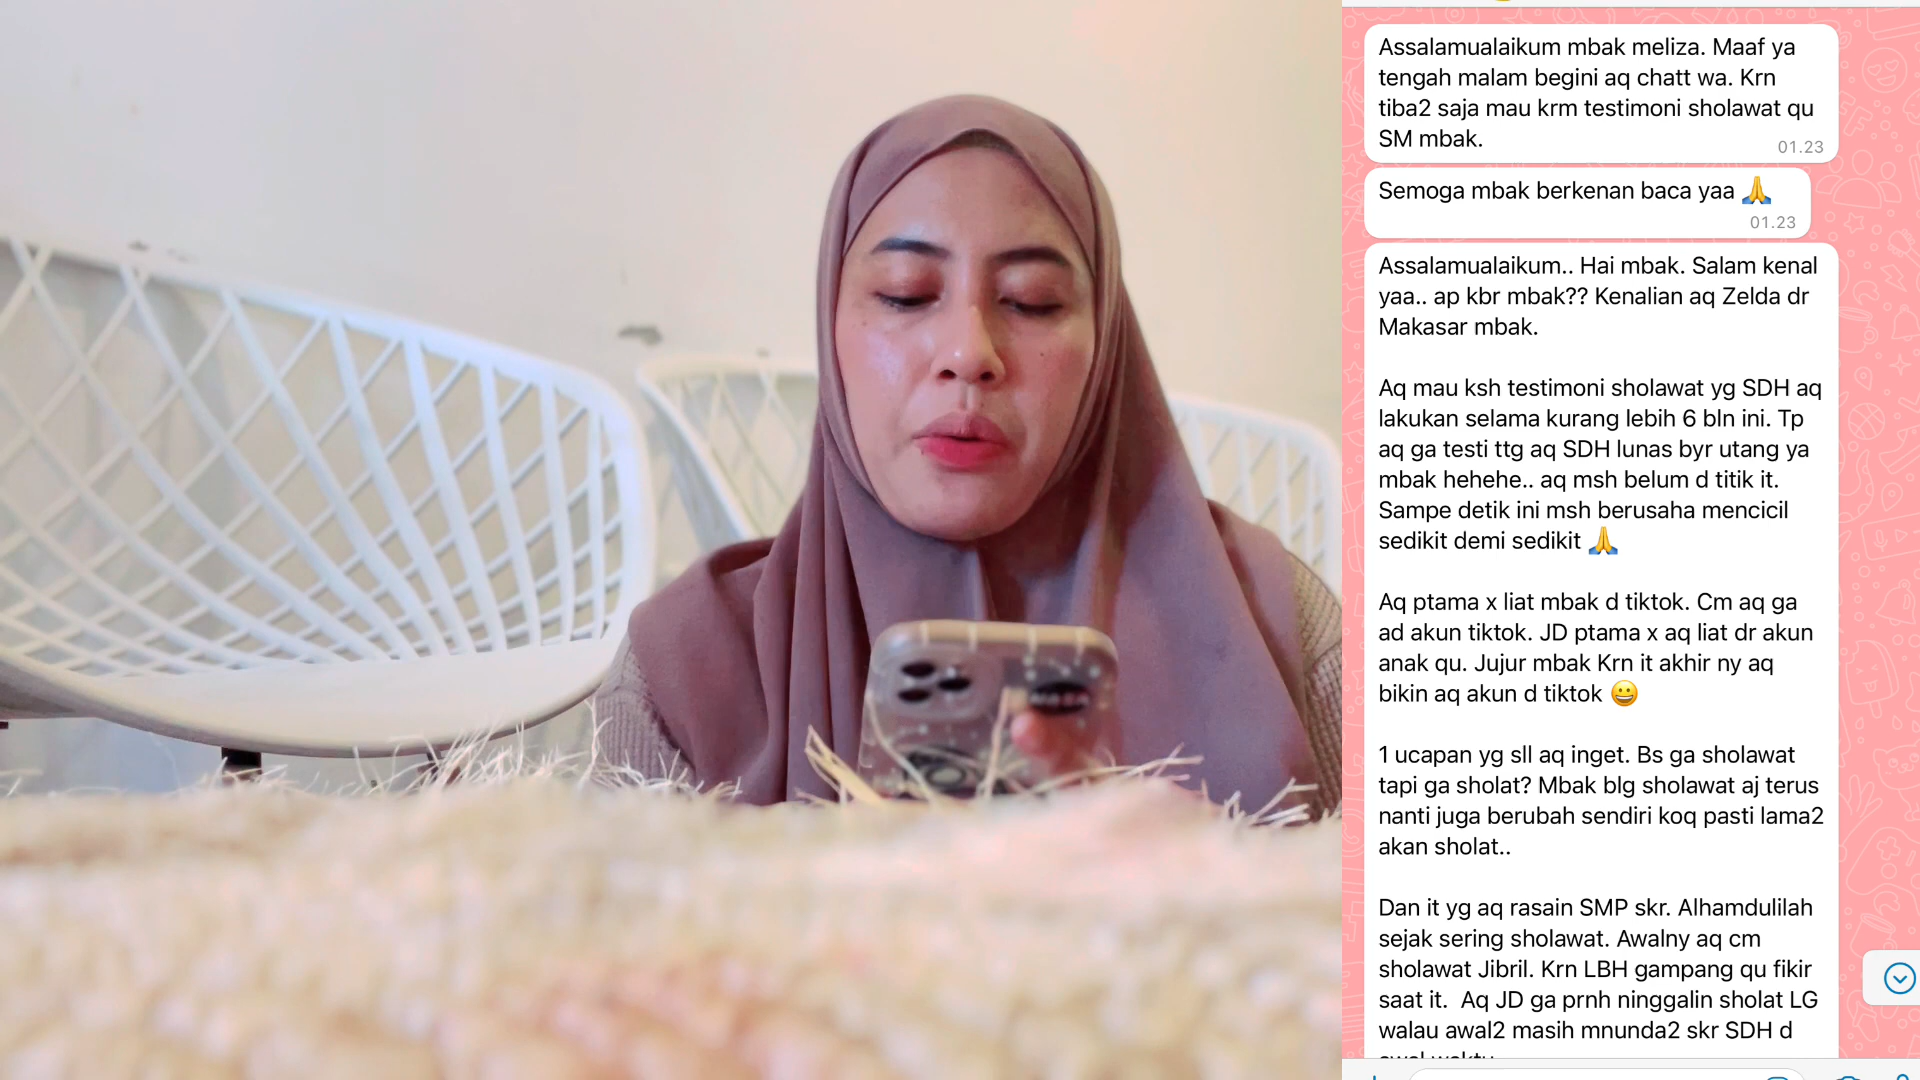 Assalamualaikum mbak meliza. Maaf ya
tengah malam begini aq chatt wa. Krn
tiba2 saja mau krm testimoni sholawat qu
SM mbak.
01.23
Semoga mbak berkenan baca yaa 🙏
01.23
Assalamualaikum.. Hai mbak. Salam kenal
yaa.. ap kbr mbak?? Kenalian aq Zelda dr
Makasar mbak.
Aq mau ksh testimoni sholawat yg SDH aq
lakukan selama kurang lebih 6 bln ini. Tp
aq ga testi ttg aq SDH lunas byr utang ya
mbak hehehe.. aq msh belum d titik it.
Sampe detik ini msh berusaha mencicil
sedikit demi sedikit 🙏
Aq ptama x liat mbak d tiktok. Cm aq ga
ad akun tiktok. JD ptama x aq liat dr akun
anak qu. Jujur mbak Krn it akhir ny aq
bikin aq akun d tiktok 😀
1 ucapan yg sll aq inget. Bs ga sholawat
tapi ga sholat? Mbak blg sholawat aj terus
nanti juga berubah sendiri koq pasti lama2
akan sholat..
Dan it yg aq rasain SMP skr. Alhamdulilah
sejak sering sholawat. Awalny aq cm
sholawat Jibril. Krn LBH gampang qu fikir
saat it.  Aq JD ga prnh ninggalin sholat LG
walau awal2 masih mnunda2 skr SDH d